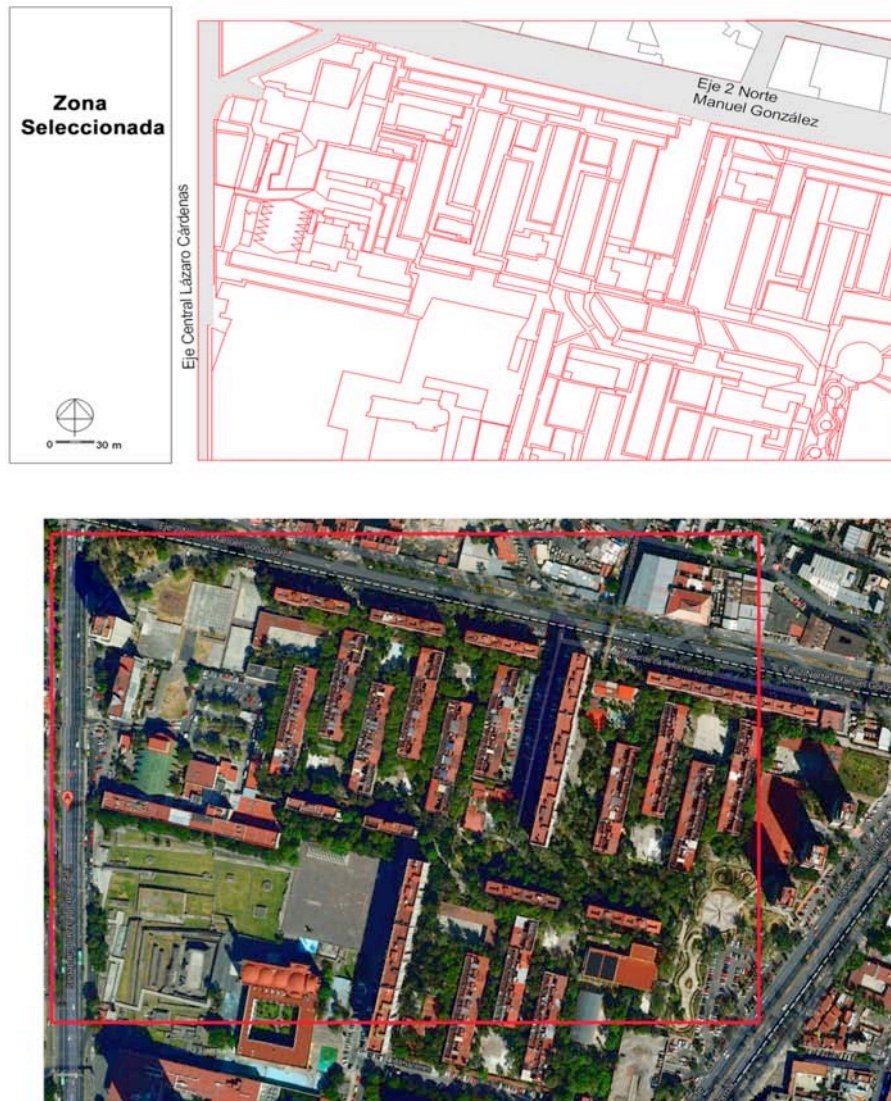 Zona
Seleccionada
0 30 m
Eje Central Lázaro Cárdenas
Eje 2 Norte
Manuel González